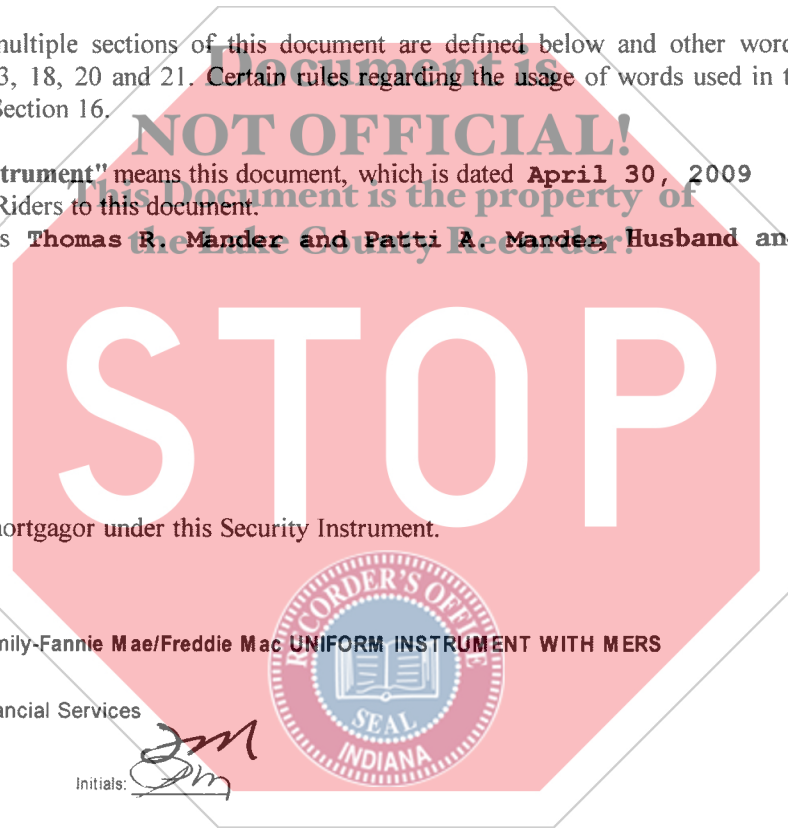 multiple sections of this document are defined below and other word
3, 18, 20 and 21. Certain rules regarding the usage of words used in t
Section 16.
Document is
NOT OFFICIAL!
This Document is the property of
the Lake County Recorder!
trument" means this document, which is dated April 30, 2009
Riders to this document.
s Thomas R. Mander and Patti A. Mander, Husband an
STOP
mortgagor under this Security Instrument.
RECORDER'S OFFICE
SEAL
INDIANA
mily-Fannie Mae/Freddie Mac UNIFORM INSTRUMENT WITH MERS
ancial Services
Initials: